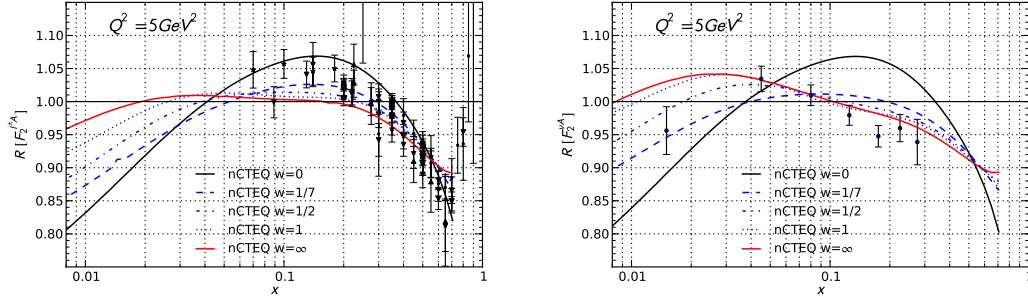 Q² =5GeV²
R [F₂^{l^±A}]
1.10
1.05
1.00
0.95
0.90
0.85
0.80
nCTEQ w=0
nCTEQ w=1/7
nCTEQ w=1/2
nCTEQ w=1
nCTEQ w=∞
0.01
0.1
1
x
Q² =5GeV²
R [F₂^{νA}]
1.10
1.05
1.00
0.95
0.90
0.85
0.80
nCTEQ w=0
nCTEQ w=1/7
nCTEQ w=1/2
nCTEQ w=1
nCTEQ w=∞
0.01
0.1
1
x